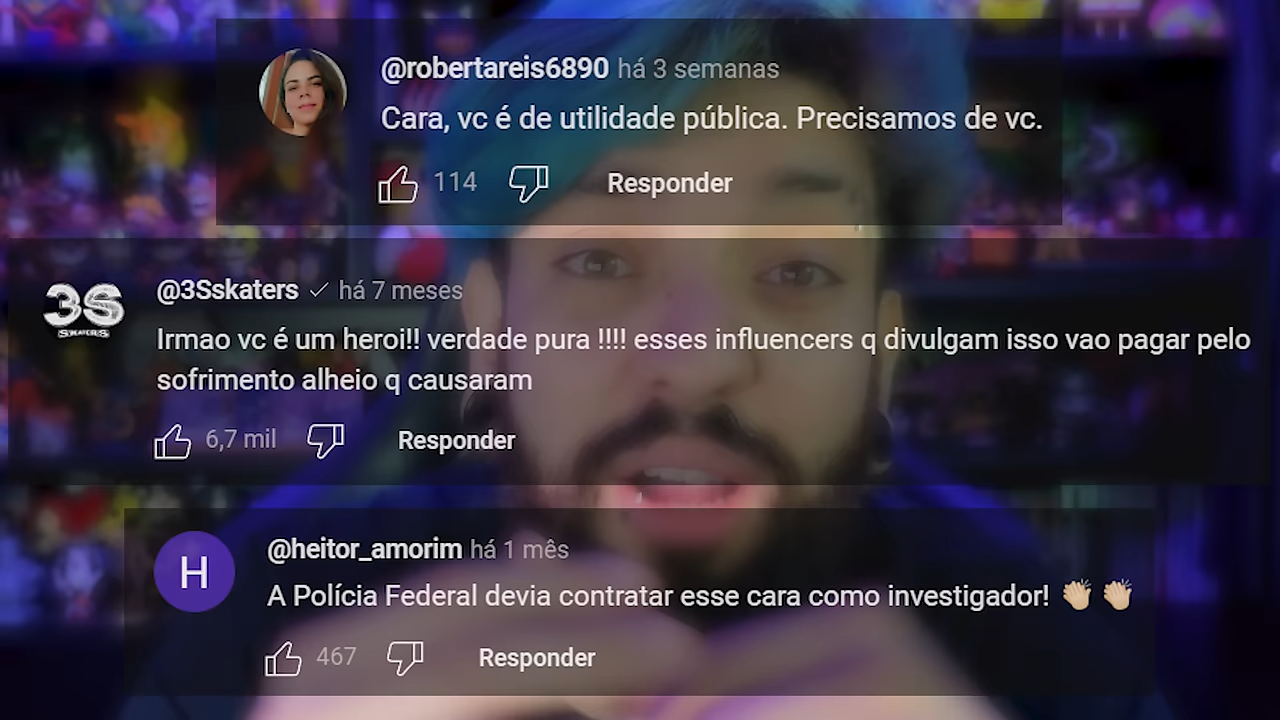 @robertareis6890 há 3 semanas
Cara, vc é de utilidade pública. Precisamos de vc.
114 Responder
3S
SKATERS
@3Sskaters há 7 meses
Irmao vc é um heroi!! verdade pura !!!! esses influencers q divulgam isso vao pagar pelo
sofrimento alheio q causaram
6,7 mil Responder
H
@heitor_amorim há 1 mês
A Polícia Federal devia contratar esse cara como investigador! 👏🏻 👏🏻
467 Responder